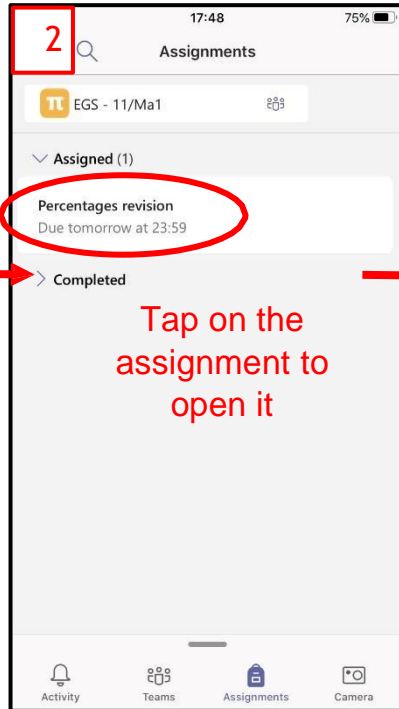 2
17:48
75%
Assignments
π EGS - 11/Ma1
Assigned (1)
Percentages revision
Due tomorrow at 23:59
Completed
Tap on the
assignment to
open it
Activity Teams Assignments Camera